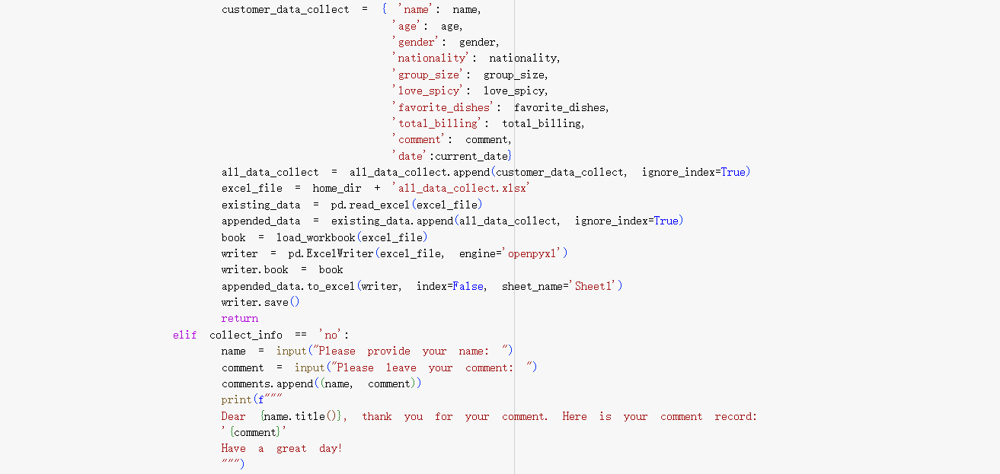 customer_data_collect = { 'name': name,
'age': age,
'gender': gender,
'nationality': nationality,
'group_size': group_size,
'love_spicy': love_spicy,
'favorite_dishes': favorite_dishes,
'total_billing': total_billing,
'comment': comment,
'date':current_date}
all_data_collect = all_data_collect.append(customer_data_collect, ignore_index=True)
excel_file = home_dir + 'all_data_collect.xlsx'
existing_data = pd.read_excel(excel_file)
appended_data = existing_data.append(all_data_collect, ignore_index=True)
book = load_workbook(excel_file)
writer = pd.ExcelWriter(excel_file, engine='openpyxl')
writer.book = book
appended_data.to_excel(writer, index=False, sheet_name='Sheet1')
writer.save()
return
elif collect_info == 'no':
name = input("Please provide your name: ")
comment = input("Please leave your comment: ")
comments.append((name, comment))
print(f"""
Dear {name.title()}, thank you for your comment. Here is your comment record:
'{comment}'
Have a great day!
""")